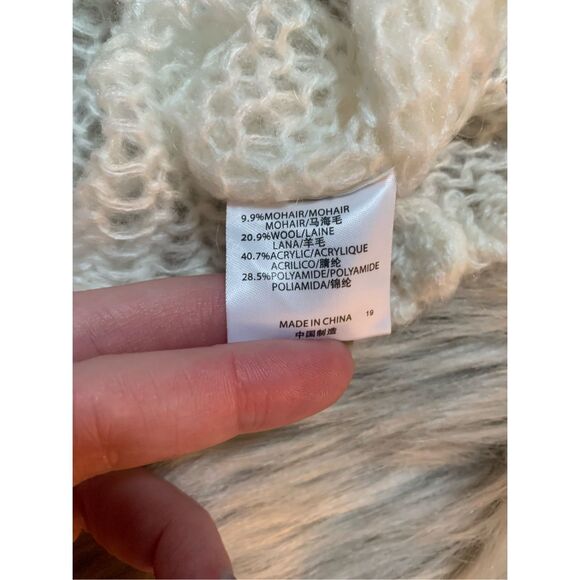 9.9%MOHAIR/MOHAIR
MOHAIR/马海毛
20.9%WOOL/LAINE
LANA/羊毛
40.7%ACRYLIC/ACRYLIQUE
ACRILICO/腈纶
28.5%POLYAMIDE/POLYAMIDE
POLIAMIDA/锦纶
MADE IN CHINA 19
中国制造